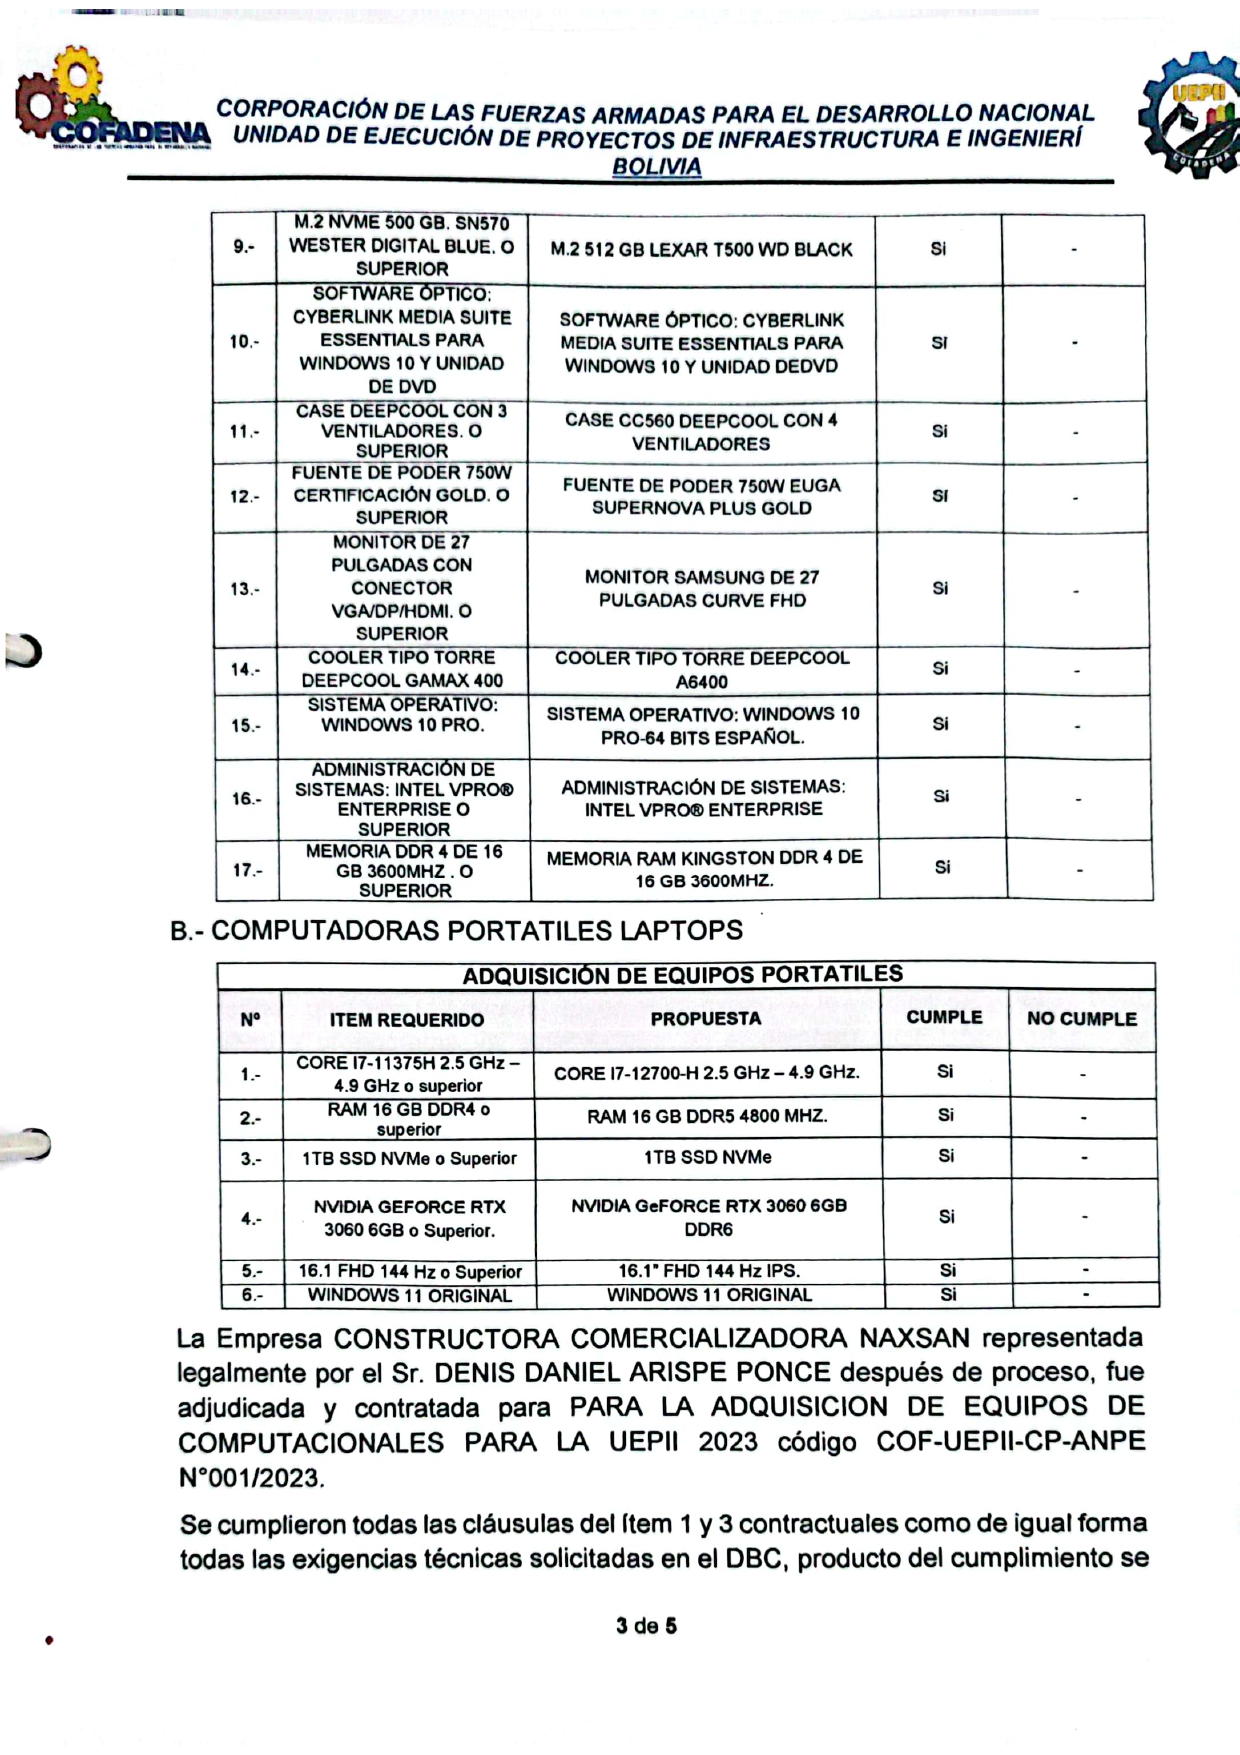 COFADENA
UEPII
COFADENA
CORPORACIÓN DE LAS FUERZAS ARMADAS PARA EL DESARROLLO NACIONAL
UNIDAD DE EJECUCIÓN DE PROYECTOS DE INFRAESTRUCTURA E INGENIERÍ
BOLIVIA
9.-
M.2 NVME 500 GB. SN570
WESTER DIGITAL BLUE. O
SUPERIOR
M.2 512 GB LEXAR T500 WD BLACK
Si
-
10.-
SOFTWARE ÓPTICO:
CYBERLINK MEDIA SUITE
ESSENTIALS PARA
WINDOWS 10 Y UNIDAD
DE DVD
SOFTWARE ÓPTICO: CYBERLINK
MEDIA SUITE ESSENTIALS PARA
WINDOWS 10 Y UNIDAD DEDVD
SI
-
11.-
CASE DEEPCOOL CON 3
VENTILADORES. O
SUPERIOR
CASE CC560 DEEPCOOL CON 4
VENTILADORES
Si
-
12.-
FUENTE DE PODER 750W
CERTIFICACIÓN GOLD. O
SUPERIOR
FUENTE DE PODER 750W EUGA
SUPERNOVA PLUS GOLD
SI
-
13.-
MONITOR DE 27
PULGADAS CON
CONECTOR
VGA/DP/HDMI. O
SUPERIOR
MONITOR SAMSUNG DE 27
PULGADAS CURVE FHD
Si
-
14.-
COOLER TIPO TORRE
DEEPCOOL GAMAX 400
COOLER TIPO TORRE DEEPCOOL
A6400
Si
-
15.-
SISTEMA OPERATIVO:
WINDOWS 10 PRO.
SISTEMA OPERATIVO: WINDOWS 10
PRO-64 BITS ESPAÑOL.
Si
-
16.-
ADMINISTRACIÓN DE
SISTEMAS: INTEL VPRO®
ENTERPRISE O
SUPERIOR
ADMINISTRACIÓN DE SISTEMAS:
INTEL VPRO® ENTERPRISE
Si
-
17.-
MEMORIA DDR 4 DE 16
GB 3600MHZ . O
SUPERIOR
MEMORIA RAM KINGSTON DDR 4 DE
16 GB 3600MHZ.
Si
-
B.- COMPUTADORAS PORTATILES LAPTOPS
ADQUISICIÓN DE EQUIPOS PORTATILES
Nº ITEM REQUERIDO PROPUESTA CUMPLE NO CUMPLE
1.-
CORE I7-11375H 2.5 GHz –
4.9 GHz o superior
CORE I7-12700-H 2.5 GHz – 4.9 GHz.
Si
-
2.-
RAM 16 GB DDR4 o
superior
RAM 16 GB DDR5 4800 MHZ.
Si
-
3.- 1TB SSD NVMe o Superior 1TB SSD NVMe Si -
4.-
NVIDIA GEFORCE RTX
3060 6GB o Superior.
NVIDIA GeFORCE RTX 3060 6GB
DDR6
Si
-
5.- 16.1 FHD 144 Hz o Superior 16.1" FHD 144 Hz IPS. Si -
6.- WINDOWS 11 ORIGINAL WINDOWS 11 ORIGINAL Si -
La Empresa CONSTRUCTORA COMERCIALIZADORA NAXSAN representada
legalmente por el Sr. DENIS DANIEL ARISPE PONCE después de proceso, fue
adjudicada y contratada para PARA LA ADQUISICION DE EQUIPOS DE
COMPUTACIONALES PARA LA UEPII 2023 código COF-UEPII-CP-ANPE
N°001/2023.
Se cumplieron todas las cláusulas del ítem 1 y 3 contractuales como de igual forma
todas las exigencias técnicas solicitadas en el DBC, producto del cumplimiento se
3 de 5